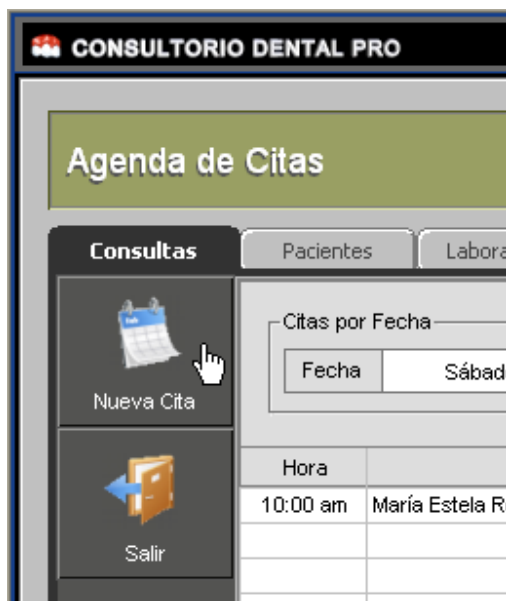 CONSULTORIO DENTAL PRO
Agenda de Citas
Consultas Pacientes
Nueva Cita
Salir
Citas por Fecha
Fecha
Hora
10:00 am María Estela